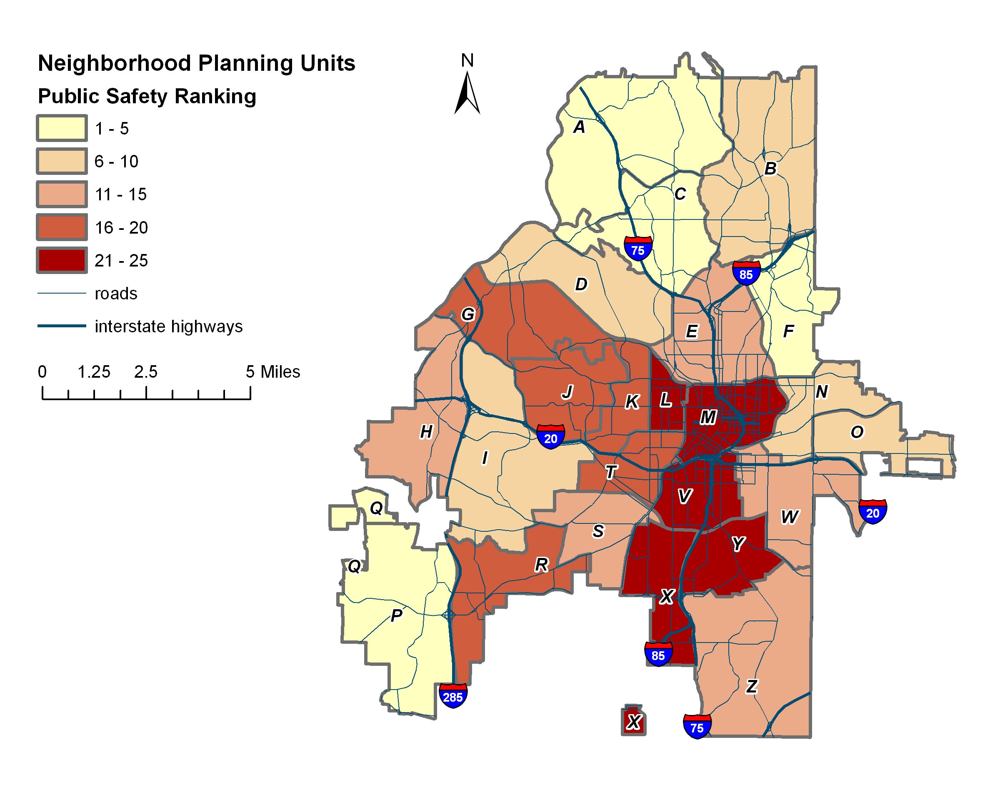 Neighborhood Planning Units
Public Safety Ranking
1 - 5
6 - 10
11 - 15
16 - 20
21 - 25
roads
interstate highways
0 1.25 2.5 5 Miles
N
A
B
C
75
85
D
G
E
F
J
K
L
M
N
H
20
O
I
T
V
Q
20
W
S
Y
Q
R
X
P
85
Z
285
X
75